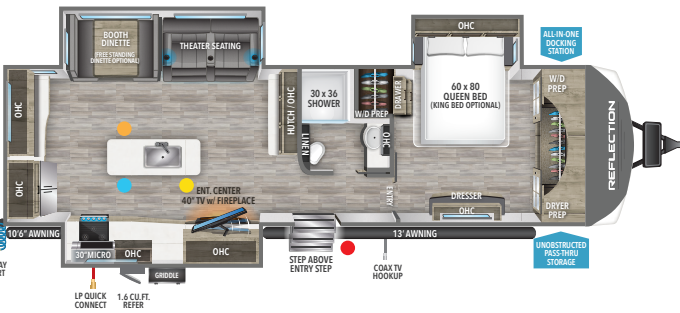 OHC
BOOTH
DINETTE
(FREE STANDING
DINETTE OPTIONAL)
THEATER SEATING
ALL-IN-ONE
DOCKING
STATION
OHC
HUTCH / OHC
30 x 36
SHOWER
W/D PREP
DRAWER
60 x 80
QUEEN BED
(KING BED OPTIONAL)
W/D
PREP
REFLECTION
LINEN
OHC
OHC
ENT. CENTER
40" TV w/ FIREPLACE
ENTRY
DRESSER
OHC
DRYER
PREP
10'6" AWNING
13' AWNING
30" MICRO
OHC
OHC
GRIDDLE
STEP ABOVE
ENTRY STEP
COAX TV
HOOKUP
UNOBSTRUCTED
PASS-THRU
STORAGE
LP QUICK
CONNECT
1.6 CU.FT.
REFER